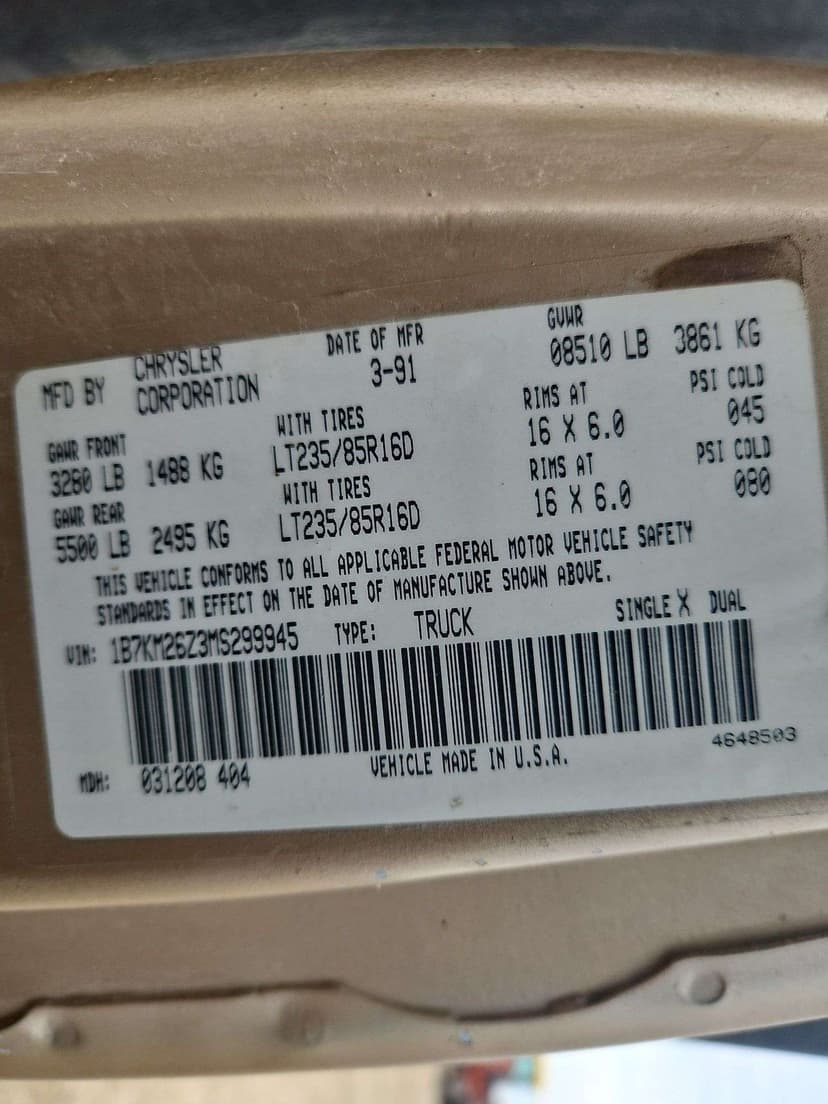 MFD BY CHRYSLER CORPORATION DATE OF MFR 3-91 GVWR 08510 LB 3861 KG
GAWR FRONT WITH TIRES RIMS AT PSI COLD
3280 LB 1488 KG LT235/85R16D 16 X 6.0 045
GAWR REAR WITH TIRES RIMS AT PSI COLD
5500 LB 2495 KG LT235/85R16D 16 X 6.0 080
THIS VEHICLE CONFORMS TO ALL APPLICABLE FEDERAL MOTOR VEHICLE SAFETY
STANDARDS IN EFFECT ON THE DATE OF MANUFACTURE SHOWN ABOVE.
VIN: 1B7KM26Z3MS299945 TYPE: TRUCK SINGLE X DUAL
MDH: 031208 404 VEHICLE MADE IN U.S.A. 4648503